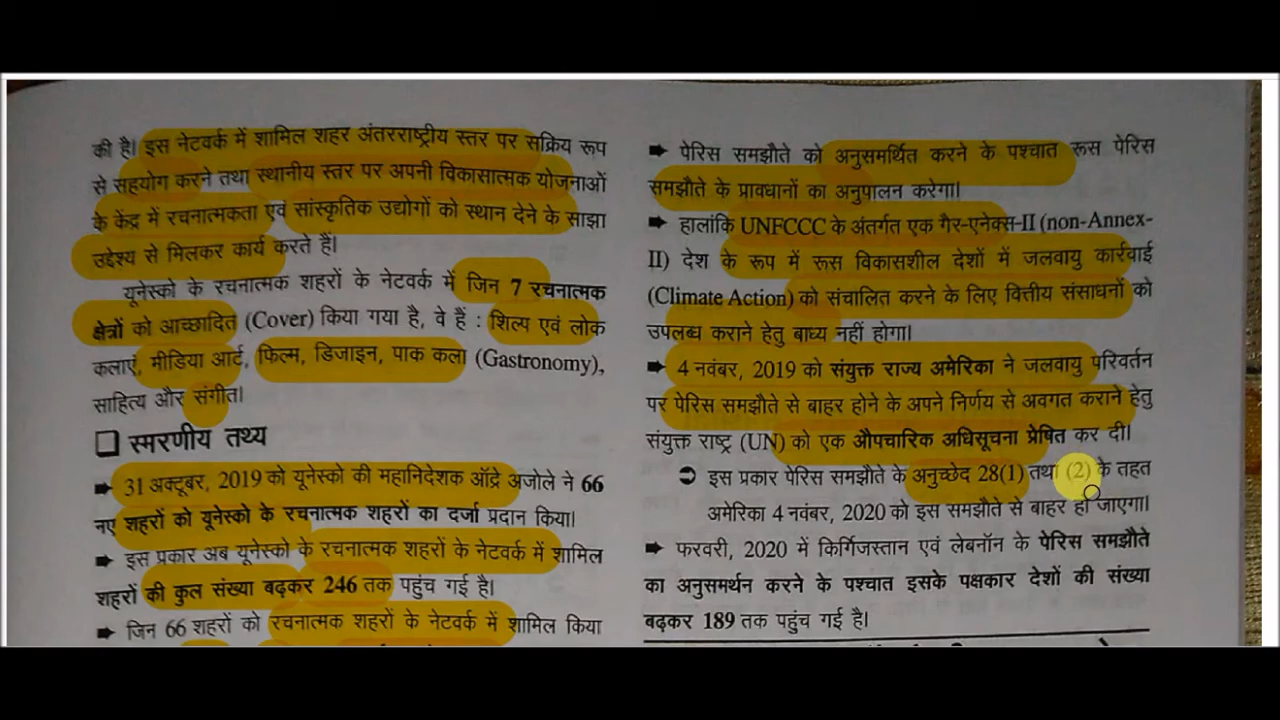 की है। इस नेटवर्क में शामिल शहर अंतरराष्ट्रीय स्तर पर सक्रिय रूप
से सहयोग करने तथा स्थानीय स्तर पर अपनी विकासात्मक योजनाओं
के केंद्र में रचनात्मकता एवं सांस्कृतिक उद्योगों को स्थान देने के साझा
उद्देश्य से मिलकर कार्य करते हैं।
यूनेस्को के रचनात्मक शहरों के नेटवर्क में जिन 7 रचनात्मक
क्षेत्रों को आच्छादित (Cover) किया गया है, वे हैं : शिल्प एवं लोक
कलाएं, मीडिया आर्ट, फिल्म, डिजाइन, पाक कला (Gastronomy),
साहित्य और संगीत।
❑ स्मरणीय तथ्य
➡ 31 अक्टूबर, 2019 को यूनेस्को की महानिदेशक ऑद्रे अजोले ने 66
नए शहरों को यूनेस्को के रचनात्मक शहरों का दर्जा प्रदान किया।
➡ इस प्रकार अब यूनेस्को के रचनात्मक शहरों के नेटवर्क में शामिल
शहरों की कुल संख्या बढ़कर 246 तक पहुंच गई है।
➡ जिन 66 शहरों को रचनात्मक शहरों के नेटवर्क में शामिल किया
➡ पेरिस समझौते को अनुसमर्थित करने के पश्चात रूस पेरिस
समझौते के प्रावधानों का अनुपालन करेगा।
➡ हालांकि UNFCCC के अंतर्गत एक गैर-एनेक्स-II (non-Annex-
II) देश के रूप में रूस विकासशील देशों में जलवायु कार्रवाई
(Climate Action) को संचालित करने के लिए वित्तीय संसाधनों को
उपलब्ध कराने हेतु बाध्य नहीं होगा।
➡ 4 नवंबर, 2019 को संयुक्त राज्य अमेरिका ने जलवायु परिवर्तन
पर पेरिस समझौते से बाहर होने के अपने निर्णय से अवगत कराने हेतु
संयुक्त राष्ट्र (UN) को एक औपचारिक अधिसूचना प्रेषित कर दी।
➲ इस प्रकार पेरिस समझौते के अनुच्छेद 28(1) तथा (2) के तहत
अमेरिका 4 नवंबर, 2020 को इस समझौते से बाहर हो जाएगा।
➡ फरवरी, 2020 में किर्गिजस्तान एवं लेबनॉन के पेरिस समझौते
का अनुसमर्थन करने के पश्चात इसके पक्षकार देशों की संख्या
बढ़कर 189 तक पहुंच गई है।